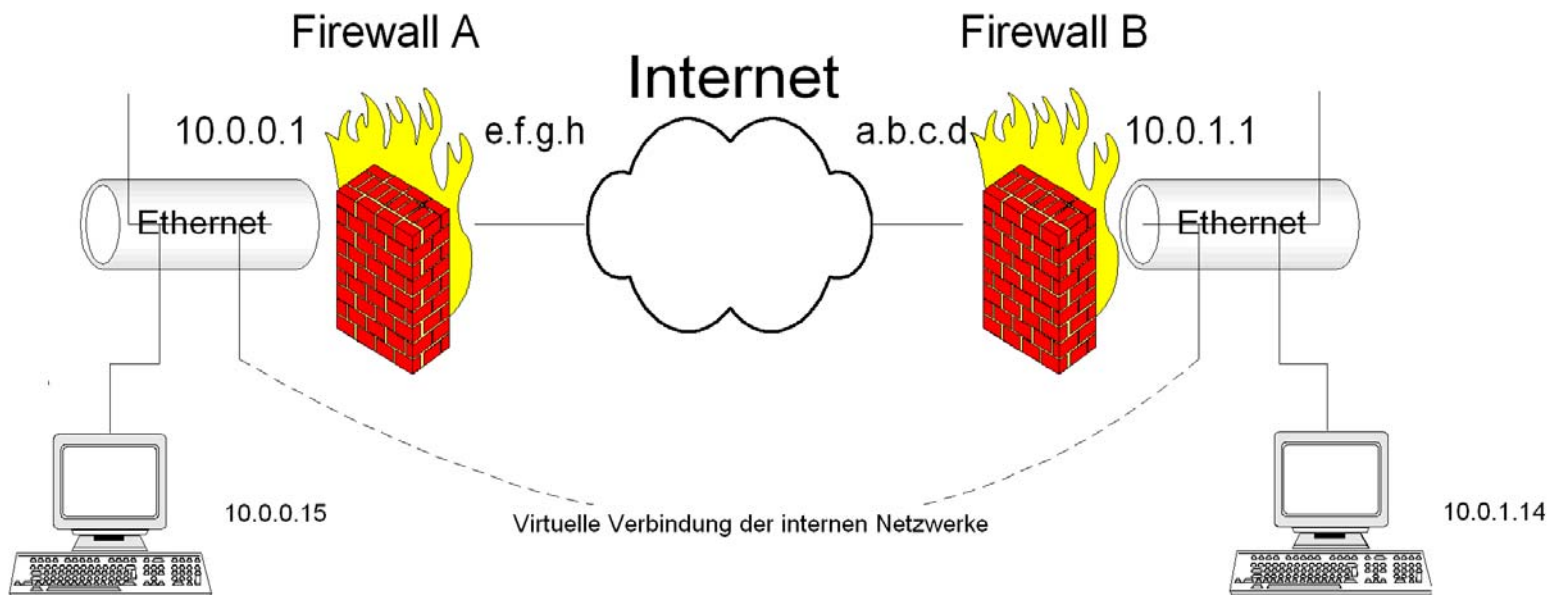 Firewall A
Firewall B
Internet
10.0.0.1
e.f.g.h
a.b.c.d
10.0.1.1
Ethernet
Ethernet
10.0.0.15
Virtuelle Verbindung der internen Netzwerke
10.0.1.14